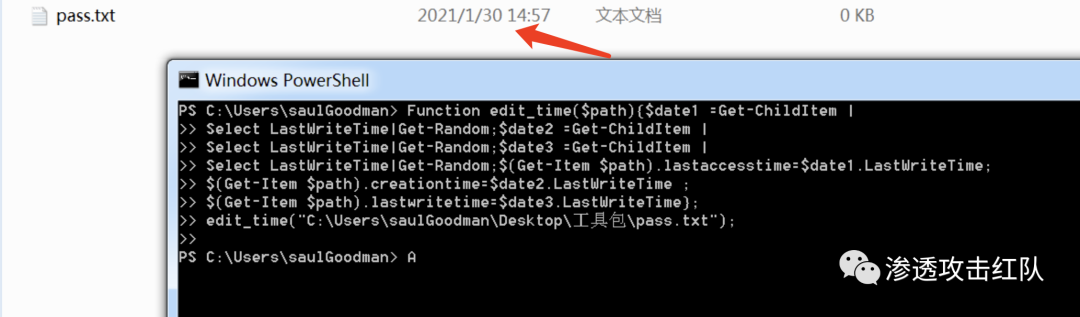 pass.txt 2021/1/30 14:57 文本文档 0 KB
Windows PowerShell
PS C:\Users\saulGoodman> Function edit_time($path){$date1 =Get-ChildItem |
>> Select LastWriteTime|Get-Random;$date2 =Get-ChildItem |
>> Select LastWriteTime|Get-Random;$date3 =Get-ChildItem |
>> Select LastWriteTime|Get-Random;$(Get-Item $path).lastaccesstime=$date1.LastWriteTime;
>> $(Get-Item $path).creationtime=$date2.LastWriteTime ;
>> $(Get-Item $path).lastwritetime=$date3.LastWriteTime};
>> edit_time("C:\Users\saulGoodman\Desktop\工具包\pass.txt");
>>
PS C:\Users\saulGoodman> A
渗透攻击红队